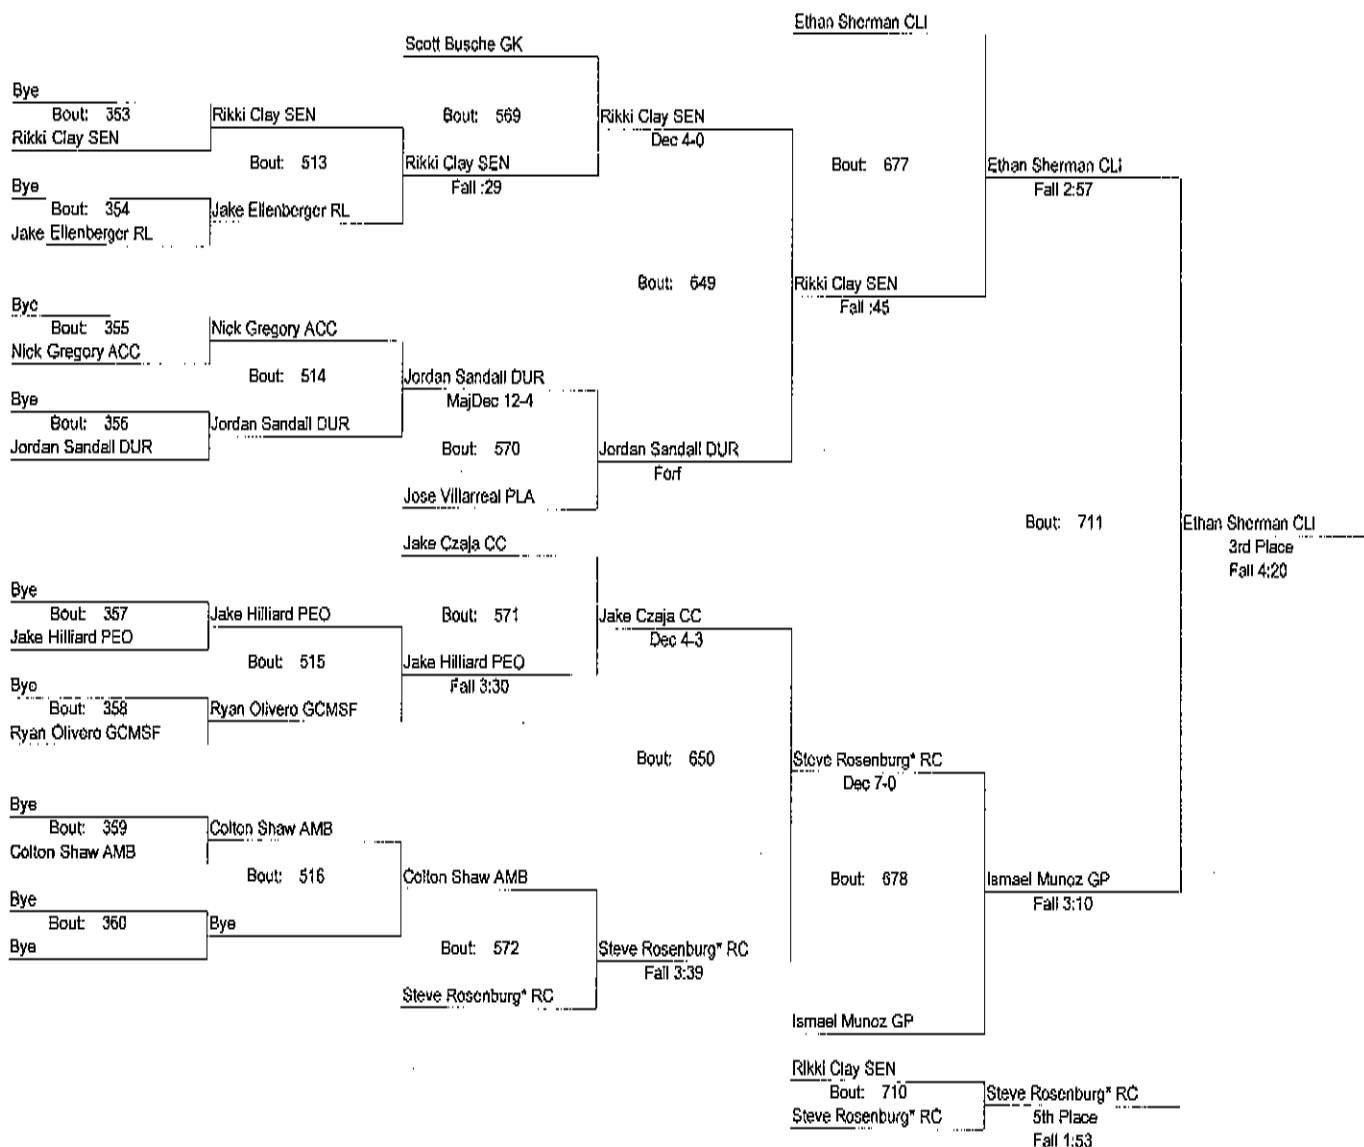 Ethan Sherman CLI
Scott Busche GK
Bye
Bout: 353
Rikki Clay SEN
Rikki Clay SEN
Bout: 569
Rikki Clay SEN
Dec 4-0
Bout: 513
Rikki Clay SEN
Fall :29
Bout: 677
Ethan Sherman CLI
Fall 2:57
Bye
Bout: 354
Jake Ellenberger RL
Jake Ellenberger RL
Bout: 649
Rikki Clay SEN
Fall :45
Bye
Bout: 355
Nick Gregory ACC
Nick Gregory ACC
Bout: 514
Jordan Sandall DUR
MajDec 12-4
Bye
Bout: 356
Jordan Sandall DUR
Jordan Sandall DUR
Bout: 570
Jordan Sandall DUR
Forf
Jose Villarreal PLA
Bout: 711
Ethan Sherman CLI
3rd Place
Fall 4:20
Jake Czaja CC
Bye
Bout: 357
Jake Hilliard PEO
Jake Hilliard PEO
Bout: 571
Jake Czaja CC
Dec 4-3
Bout: 515
Jake Hilliard PEO
Fall 3:30
Bye
Bout: 358
Ryan Olivero GCMSF
Ryan Olivero GCMSF
Bout: 650
Steve Rosenburg* RC
Dec 7-0
Bye
Bout: 359
Colton Shaw AMB
Colton Shaw AMB
Bout: 516
Colton Shaw AMB
Bout: 678
Ismael Munoz GP
Fall 3:10
Bye
Bout: 360
Bye
Bye
Bout: 572
Steve Rosenburg* RC
Fall 3:39
Steve Rosenburg* RC
Ismael Munoz GP
Rikki Clay SEN
Bout: 710
Steve Rosenburg* RC
Steve Rosenburg* RC
5th Place
Fall 1:53